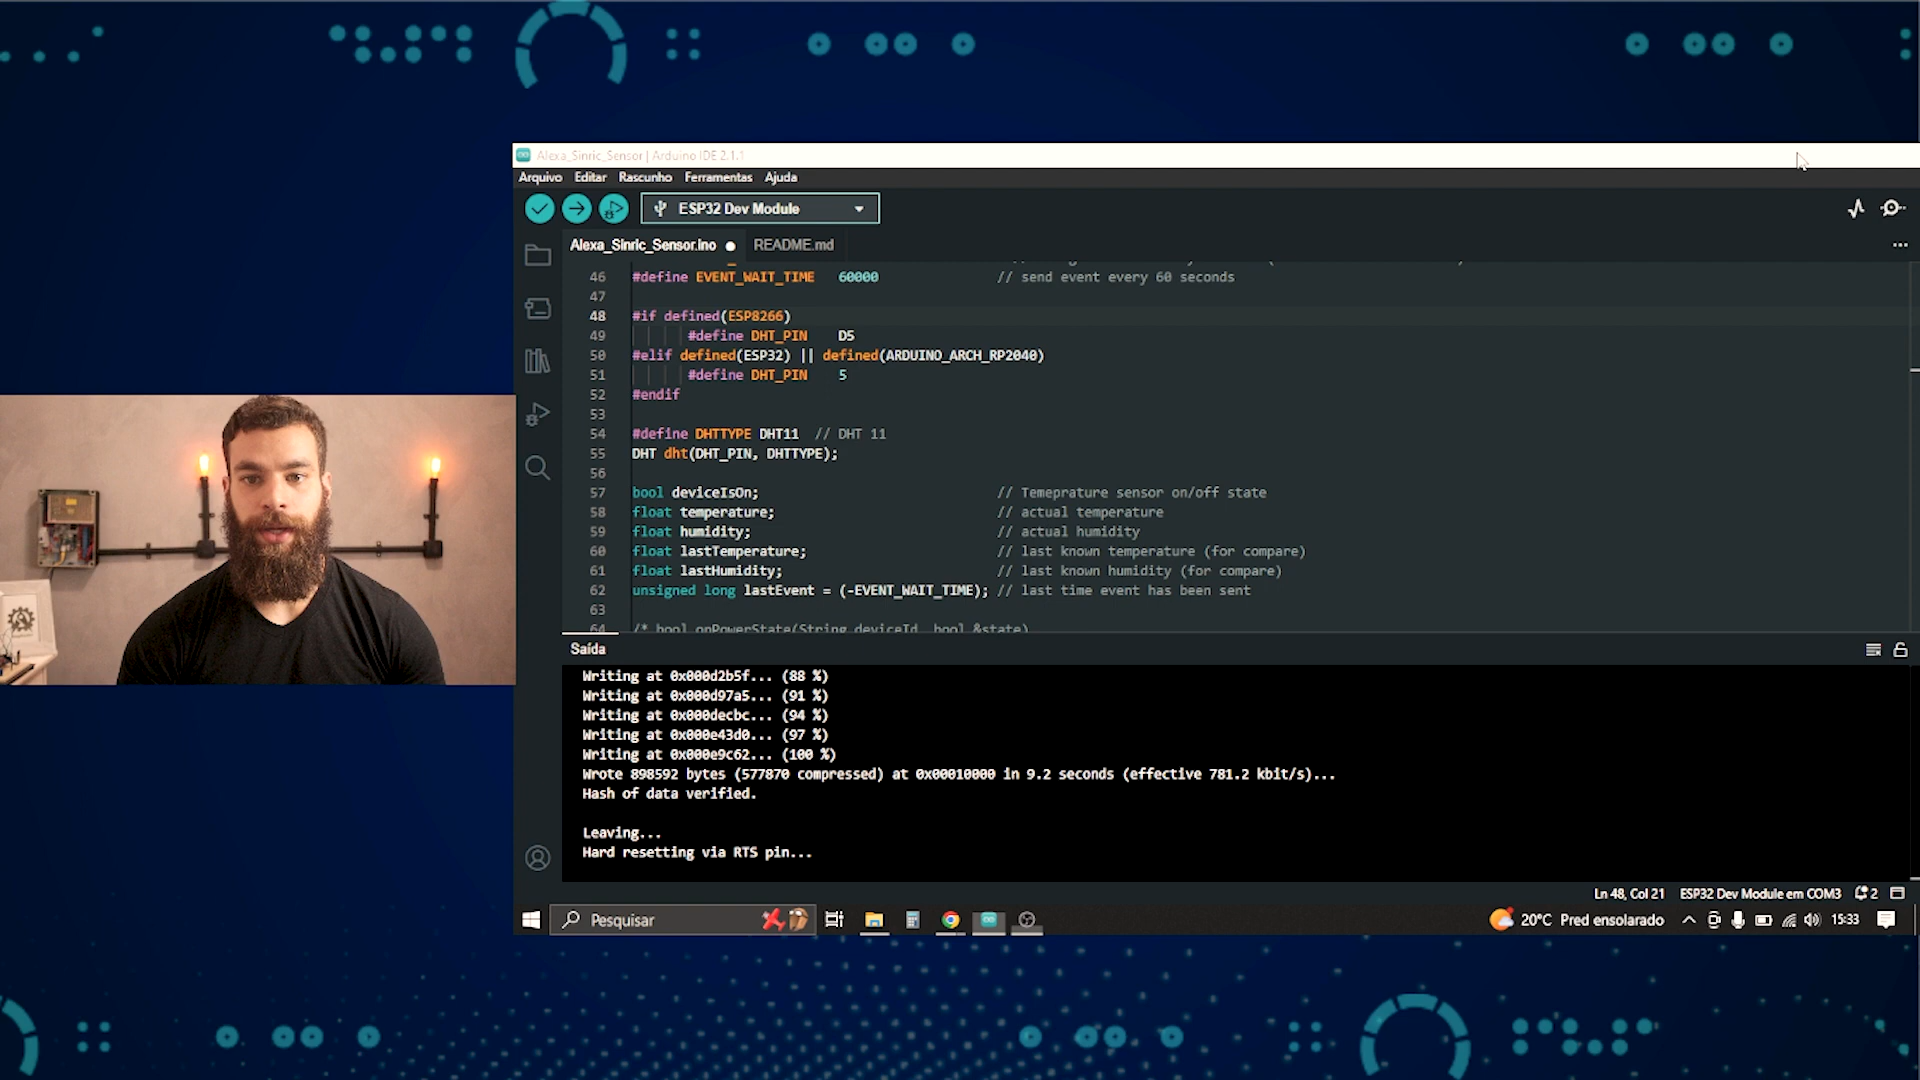 Alexa_Sinric_Sensor | Arduino IDE 2.1.1
Arquivo Editar Rascunho Ferramentas Ajuda
ESP32 Dev Module
Alexa_Sinric_Sensor.ino README.md
46 #define EVENT_WAIT_TIME 60000 // send event every 60 seconds
47
48 #if defined(ESP8266)
49 #define DHT_PIN D5
50 #elif defined(ESP32) || defined(ARDUINO_ARCH_RP2040)
51 #define DHT_PIN 5
52 #endif
53
54 #define DHTTYPE DHT11 // DHT 11
55 DHT dht(DHT_PIN, DHTTYPE);
56
57 bool deviceIsOn; // Temeprature sensor on/off state
58 float temperature; // actual temperature
59 float humidity; // actual humidity
60 float lastTemperature; // last known temperature (for compare)
61 float lastHumidity; // last known humidity (for compare)
62 unsigned long lastEvent = (-EVENT_WAIT_TIME); // last time event has been sent
63
64 /* bool onPowerState(String deviceId, bool &state)
Saída
Writing at 0x000d2b5f... (88 %)
Writing at 0x000d97a5... (91 %)
Writing at 0x000decbc... (94 %)
Writing at 0x000e43d0... (97 %)
Writing at 0x000e9c62... (100 %)
Wrote 898592 bytes (577870 compressed) at 0x00010000 in 9.2 seconds (effective 781.2 kbit/s)...
Hash of data verified.
Leaving...
Hard resetting via RTS pin...
Ln 48, Col 21 ESP32 Dev Module em COM3 2
Pesquisar 20°C Pred ensolarado 15:33